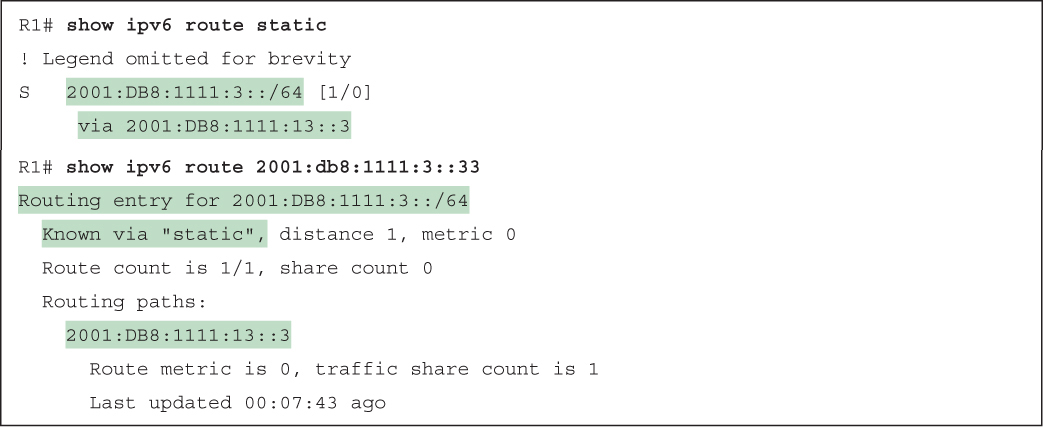 R1# show ipv6 route static
! Legend omitted for brevity
S   2001:DB8:1111:3::/64 [1/0]
     via 2001:DB8:1111:13::3
R1# show ipv6 route 2001:db8:1111:3::33
Routing entry for 2001:DB8:1111:3::/64
  Known via "static", distance 1, metric 0
  Route count is 1/1, share count 0
  Routing paths:
    2001:DB8:1111:13::3
      Route metric is 0, traffic share count is 1
      Last updated 00:07:43 ago